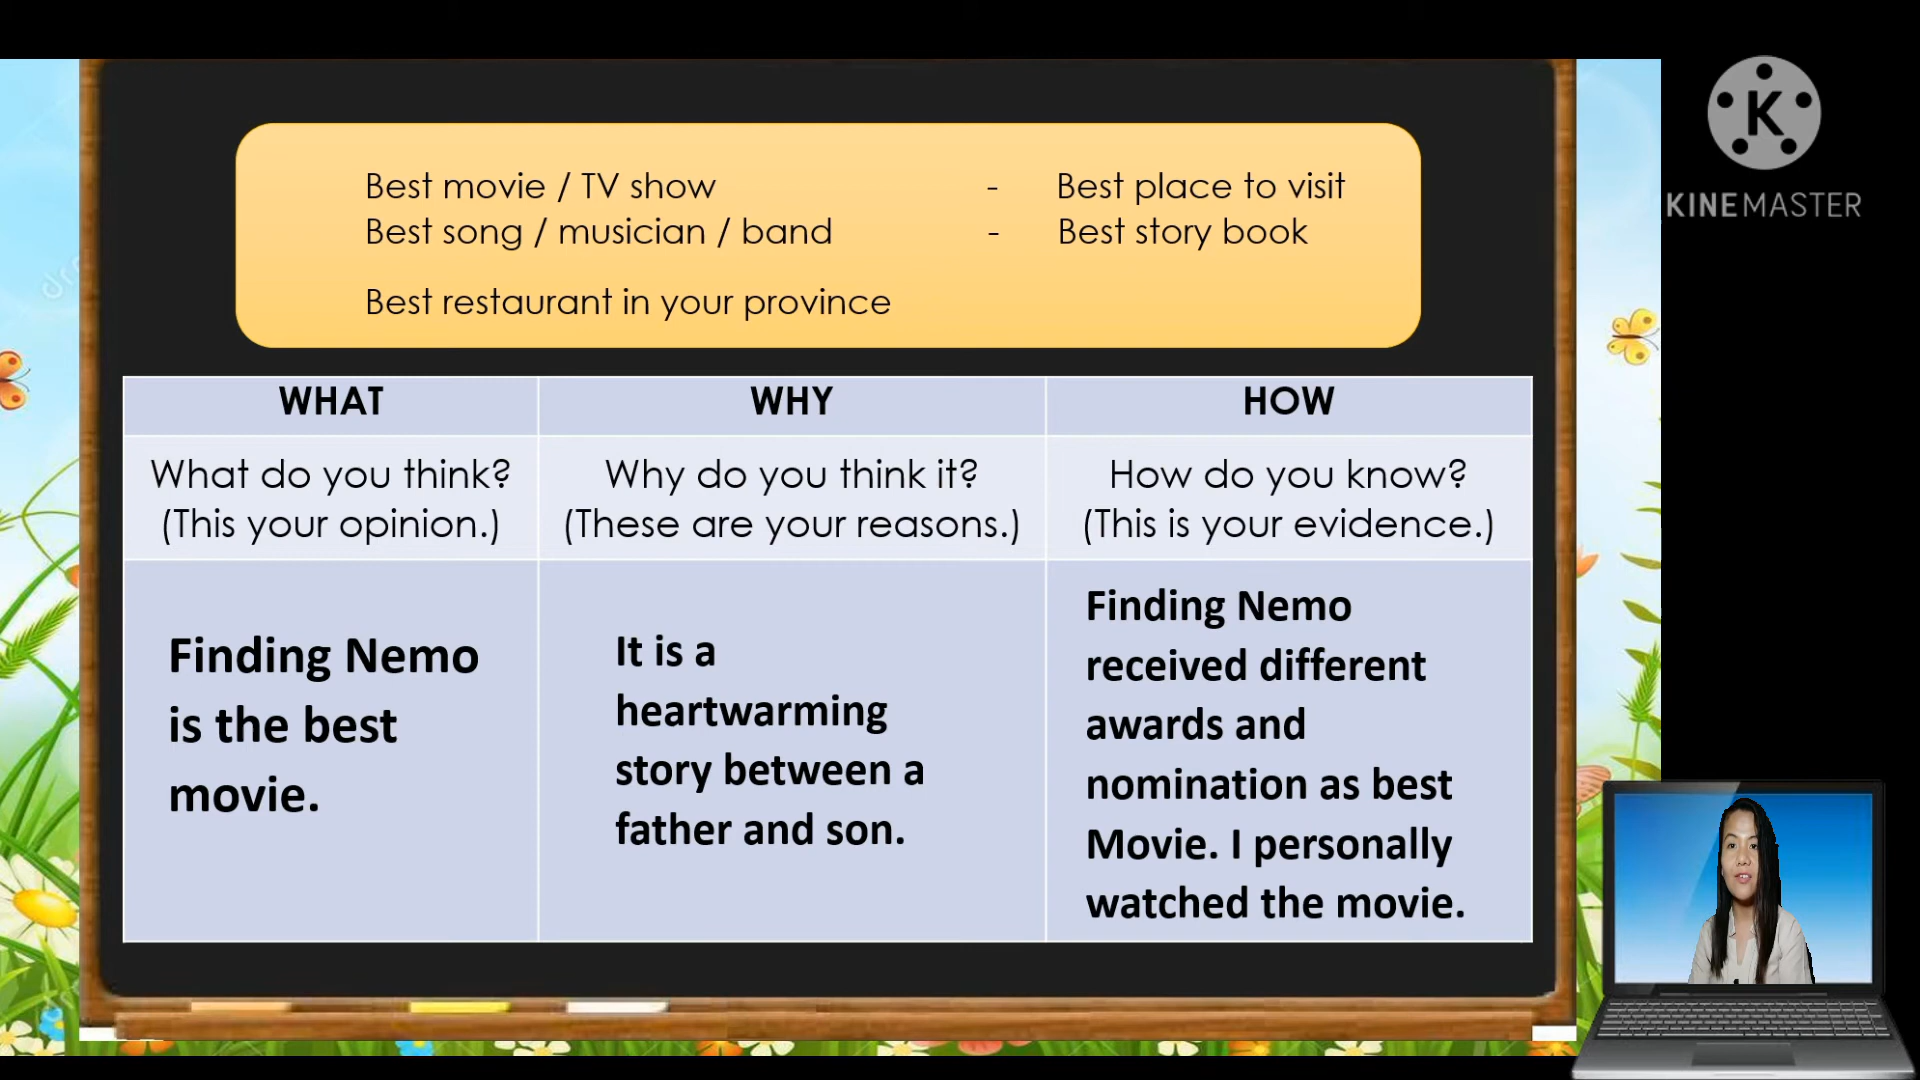 Best movie / TV show - Best place to visit
Best song / musician / band - Best story book
Best restaurant in your province
WHAT WHY HOW
What do you think? Why do you think it? How do you know?
(This your opinion.) (These are your reasons.) (This is your evidence.)
Finding Nemo
is the best
movie.
It is a
heartwarming
story between a
father and son.
Finding Nemo
received different
awards and
nomination as best
Movie. I personally
watched the movie.
K
KINEMASTER